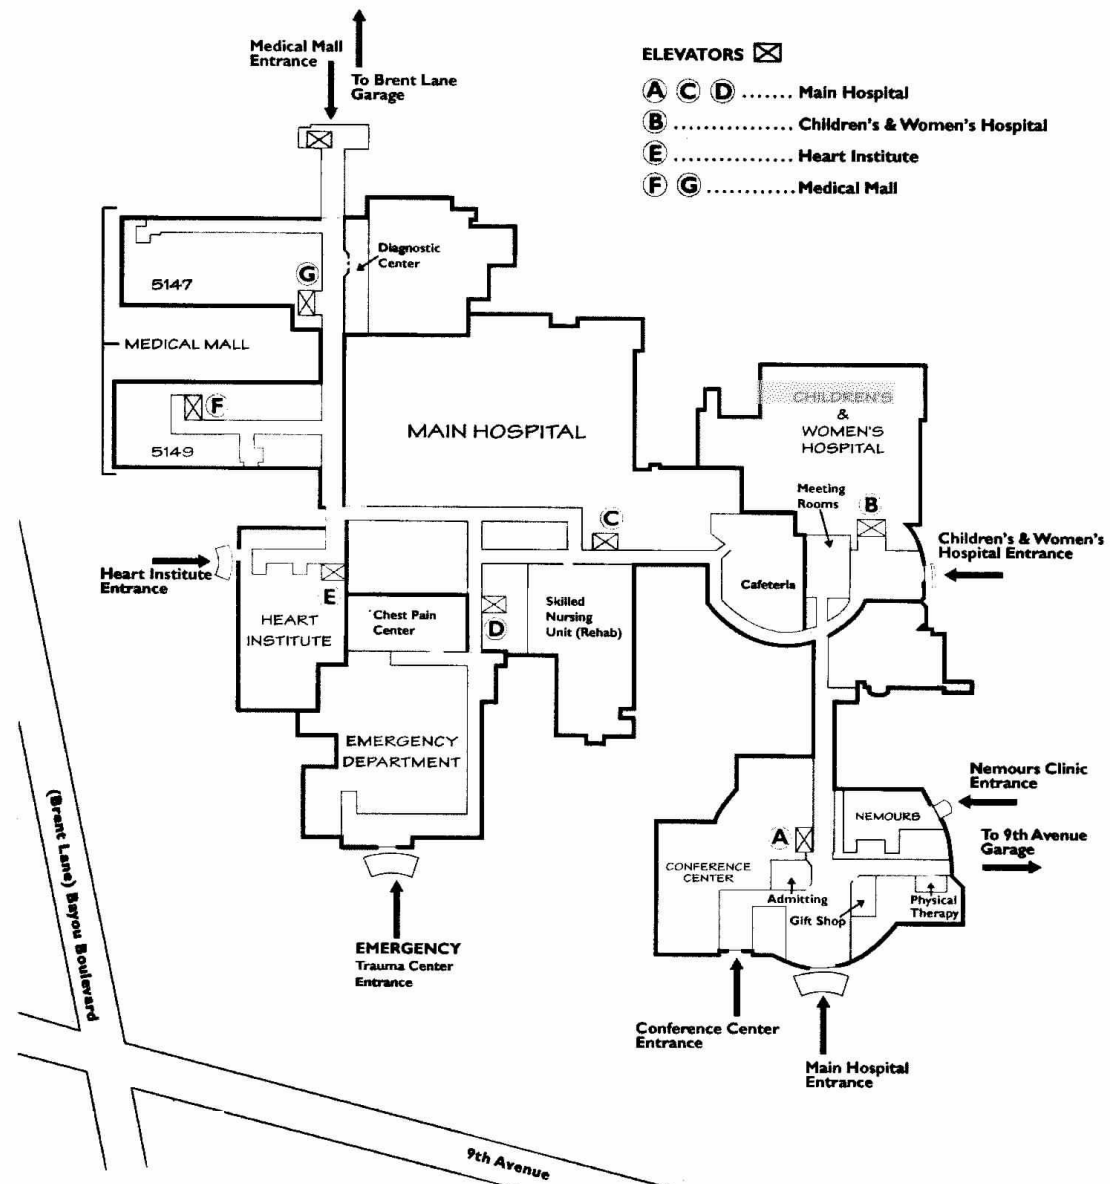 Medical Mall
Entrance
To Brent Lane
Garage
ELEVATORS
A C D ....... Main Hospital
B ............... Children's & Women's Hospital
E ............... Heart Institute
F G ........... Medical Mall
Diagnostic
Center
G
5147
MEDICAL MALL
F
5149
MAIN HOSPITAL
CHILDREN'S
&
WOMEN'S
HOSPITAL
Meeting
Rooms
B
C
Children's & Women's
Hospital Entrance
Heart Institute
Entrance
E
HEART
INSTITUTE
Chest Pain
Center
D
Skilled
Nursing
Unit (Rehab)
Cafeteria
EMERGENCY
DEPARTMENT
Nemours Clinic
Entrance
NEMOURS
To 9th Avenue
Garage
A
CONFERENCE
CENTER
Admitting
Gift Shop
Physical
Therapy
EMERGENCY
Trauma Center
Entrance
Conference Center
Entrance
Main Hospital
Entrance
(Brent Lane) Bayou Boulevard
9th Avenue